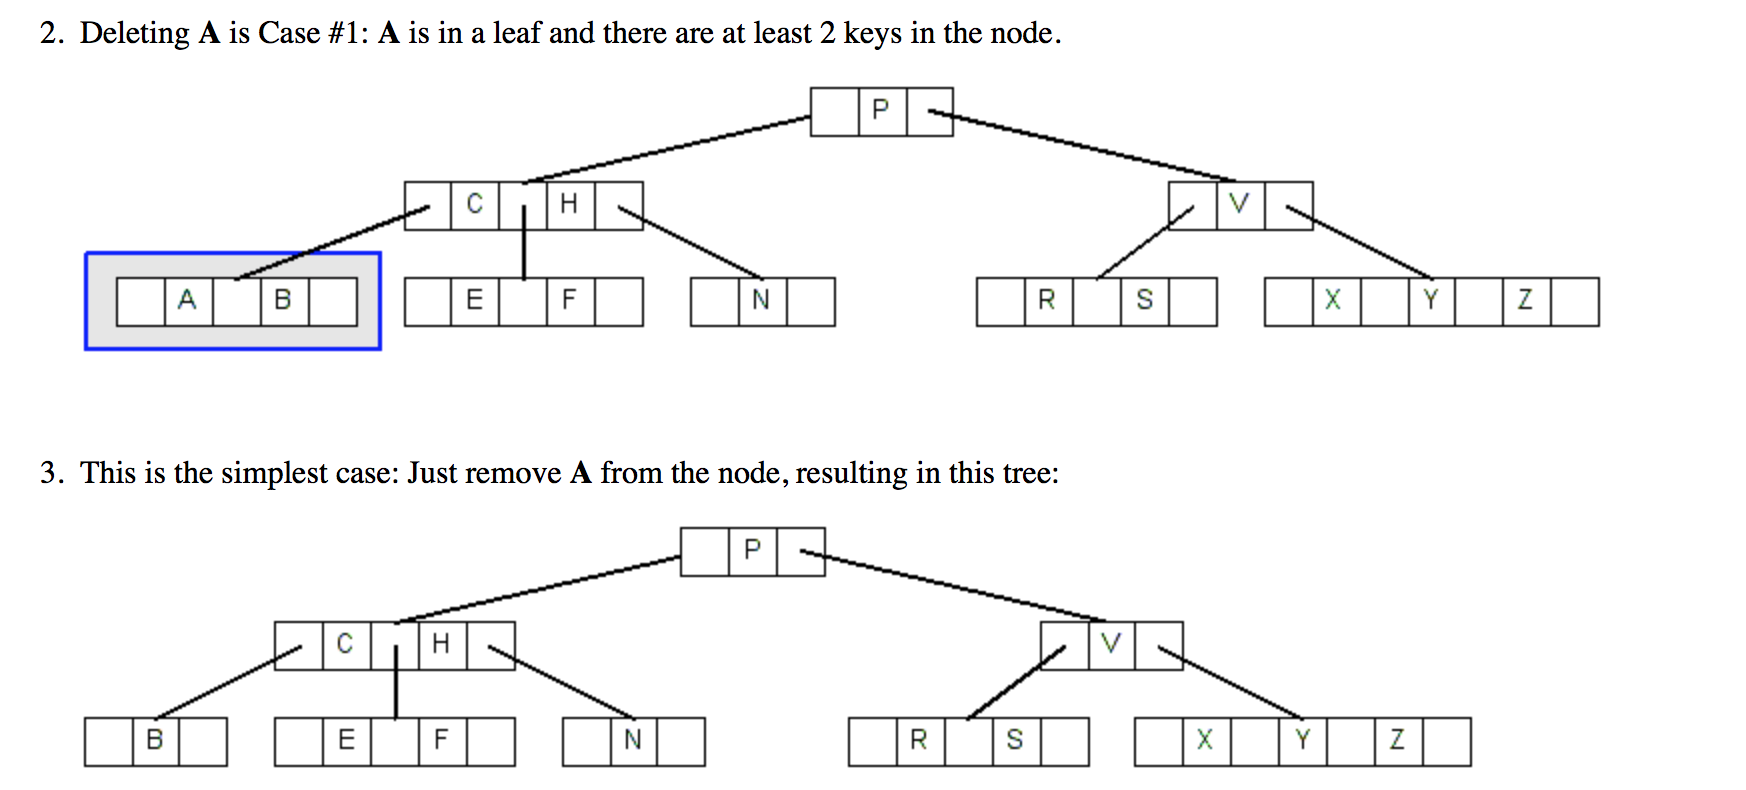 2. Deleting A is Case #1: A is in a leaf and there are at least 2 keys in the node.
P
C H V
A B E F N R S X Y Z
3. This is the simplest case: Just remove A from the node, resulting in this tree:
P
C H V
B E F N R S X Y Z